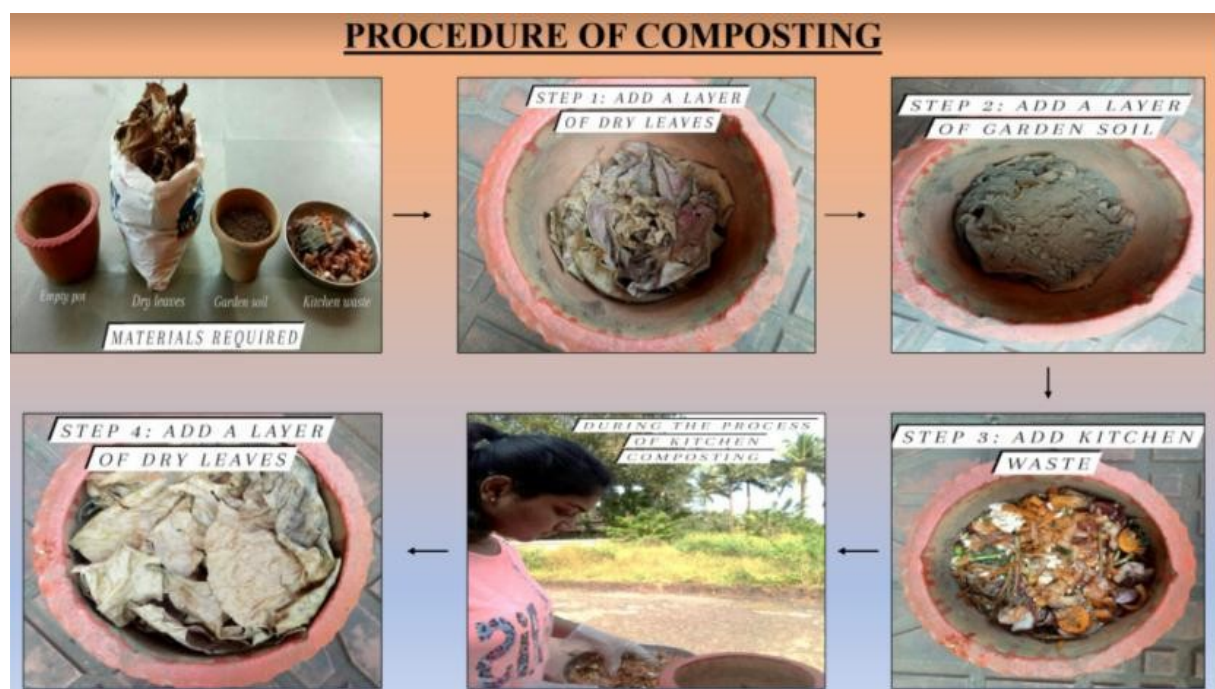 PROCEDURE OF COMPOSTING
Empty pot
Dry leaves
Garden soil
Kitchen waste
MATERIALS REQUIRED
STEP 1: ADD A LAYER
OF DRY LEAVES
STEP 2: ADD A LAYER
OF GARDEN SOIL
STEP 3: ADD KITCHEN
WASTE
DURING THE PROCESS
OF KITCHEN
COMPOSTING
STEP 4: ADD A LAYER
OF DRY LEAVES